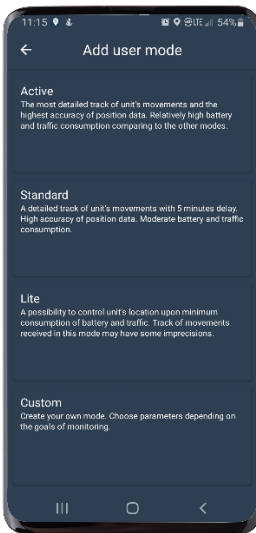 11:15 LTE 54%
Add user mode
Active
The most detailed track of unit's movements and the
highest accuracy of position data. Relatively high battery
and traffic consumption comparing to the other modes.
Standard
A detailed track of unit's movements with 5 minutes delay.
High accuracy of position data. Moderate battery and traffic
consumption.
Lite
A possibility to control unit's location upon minimum
consumption of battery and traffic. Track of movements
received in this mode may have some imprecisions.
Custom
Create your own mode. Choose parameters depending on
the goals of monitoring.